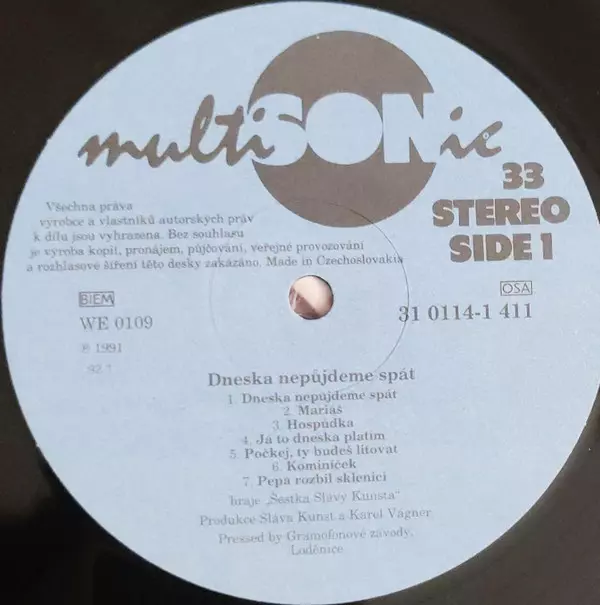 multiSONic
33
STEREO
SIDE 1
Všechna práva
výrobce a vlastníků autorských práv
k dílu jsou vyhrazena. Bez souhlasu
je výroba kopií, pronájem, půjčování, veřejné provozování
a rozhlasové šíření této desky zakázáno. Made in Czechoslovakia
BIEM
OSA
WE 0109
31 0114-1 411
℗ 1991
92 1
Dneska nepůjdeme spát
1. Dneska nepůjdeme spát
2. Mariáš
3. Hospůdka
4. Já to dneska platím
5. Počkej, ty budeš litovat
6. Kominíček
7. Pepa rozbil sklenici
hraje „Šestka Slávy Kunsta"
Produkce Sláva Kunst a Karel Vágner
Pressed by Gramofonové závody,
Loděnice